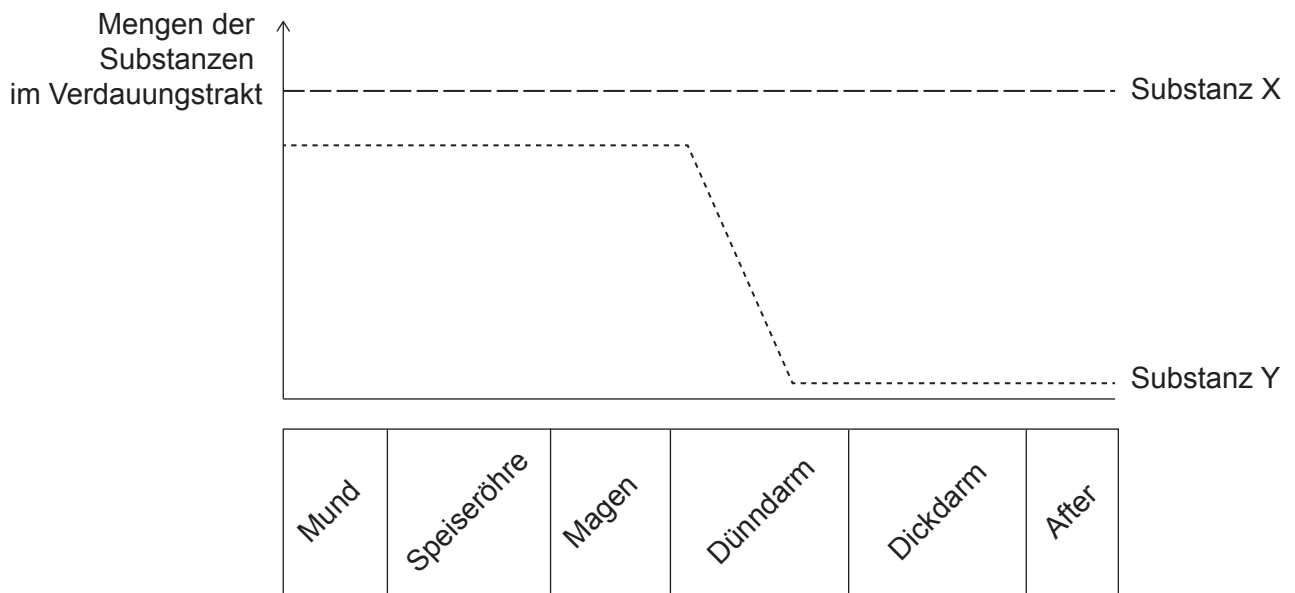 Mengen der
Substanzen
im Verdauungstrakt
Substanz X
Substanz Y
Mund
Speiseröhre
Magen
Dünndarm
Dickdarm
After